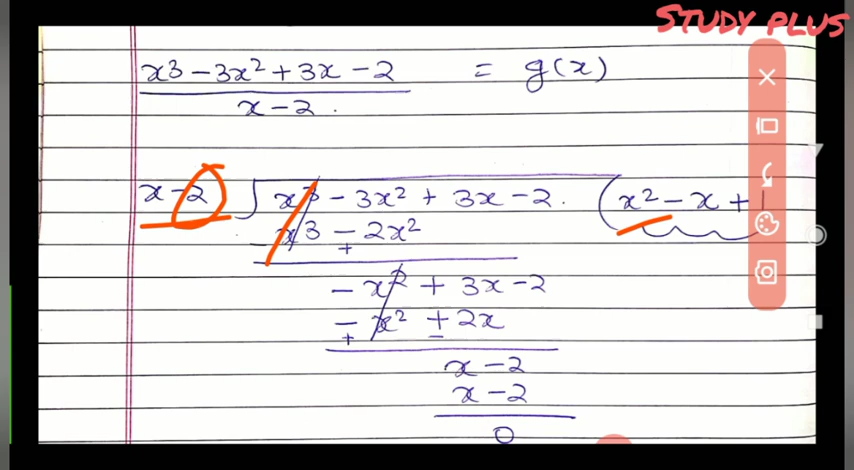 STUDY PLUS
x3 - 3x² + 3x - 2 = g(x)
x - 2.
x - 2 ) x3 - 3x² + 3x - 2. ( x² - x + 1
- x3 - 2x²
+
- x² + 3x - 2
- x² + 2x
+ -
x - 2
x - 2
0